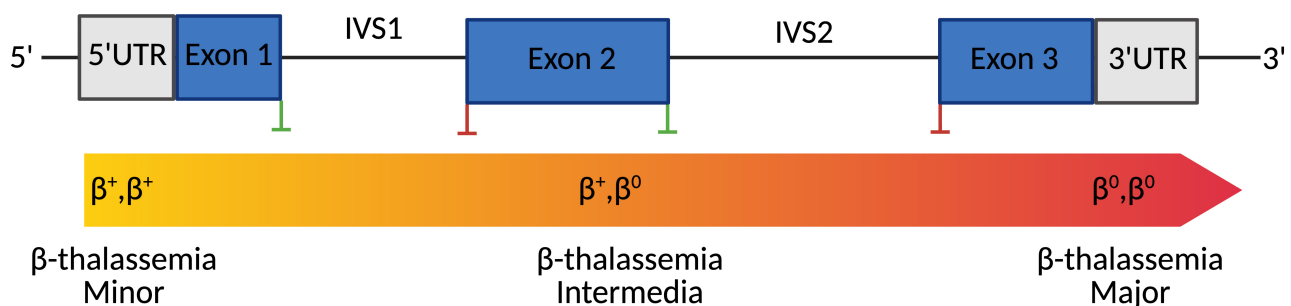 5' 5'UTR Exon 1 IVS1 Exon 2 IVS2 Exon 3 3'UTR 3'
β⁺,β⁺ β⁺,β⁰ β⁰,β⁰
β-thalassemia β-thalassemia β-thalassemia
Minor Intermedia Major